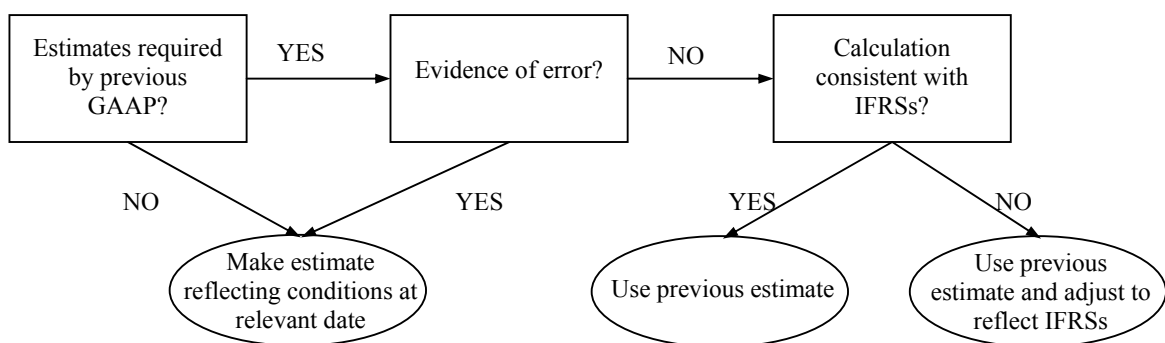 Estimates required
by previous
GAAP?
YES
Evidence of error?
NO
Calculation
consistent with
IFRSs?
NO
YES
YES
NO
Make estimate
reflecting conditions at
relevant date
Use previous estimate
Use previous
estimate and adjust to
reflect IFRSs